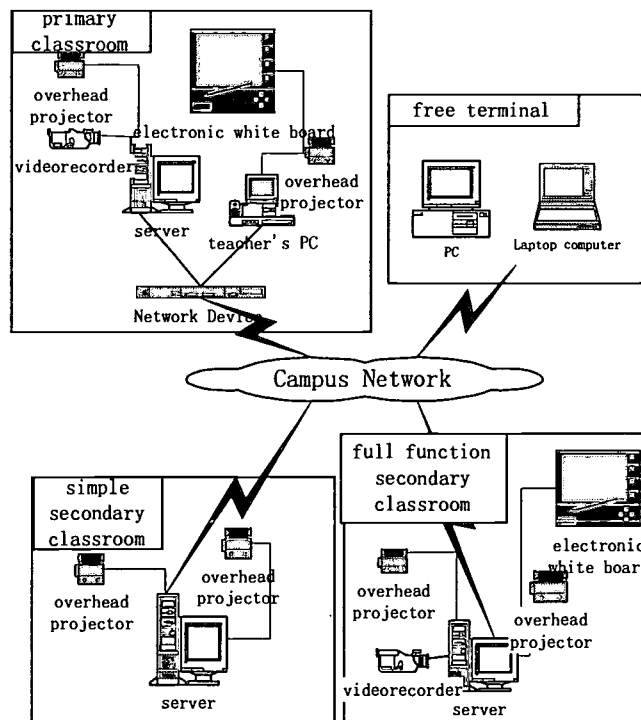 primary
classroom
overhead
projector
electronic white board
videorecorder
overhead
projector
server
teacher's PC
Network Device
free terminal
PC
Laptop computer
Campus Network
simple
secondary
classroom
overhead
projector
overhead
projector
server
full function
secondary
classroom
electronic
white board
overhead
projector
overhead
projector
videorecorder
server